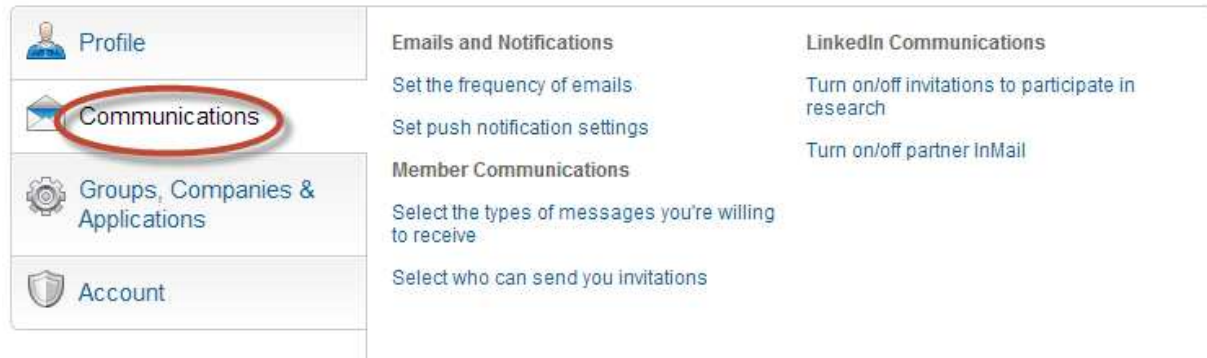 Profile
Communications
Groups, Companies &
Applications
Account
Emails and Notifications
Set the frequency of emails
Set push notification settings
Member Communications
Select the types of messages you're willing
to receive
Select who can send you invitations
LinkedIn Communications
Turn on/off invitations to participate in
research
Turn on/off partner InMail